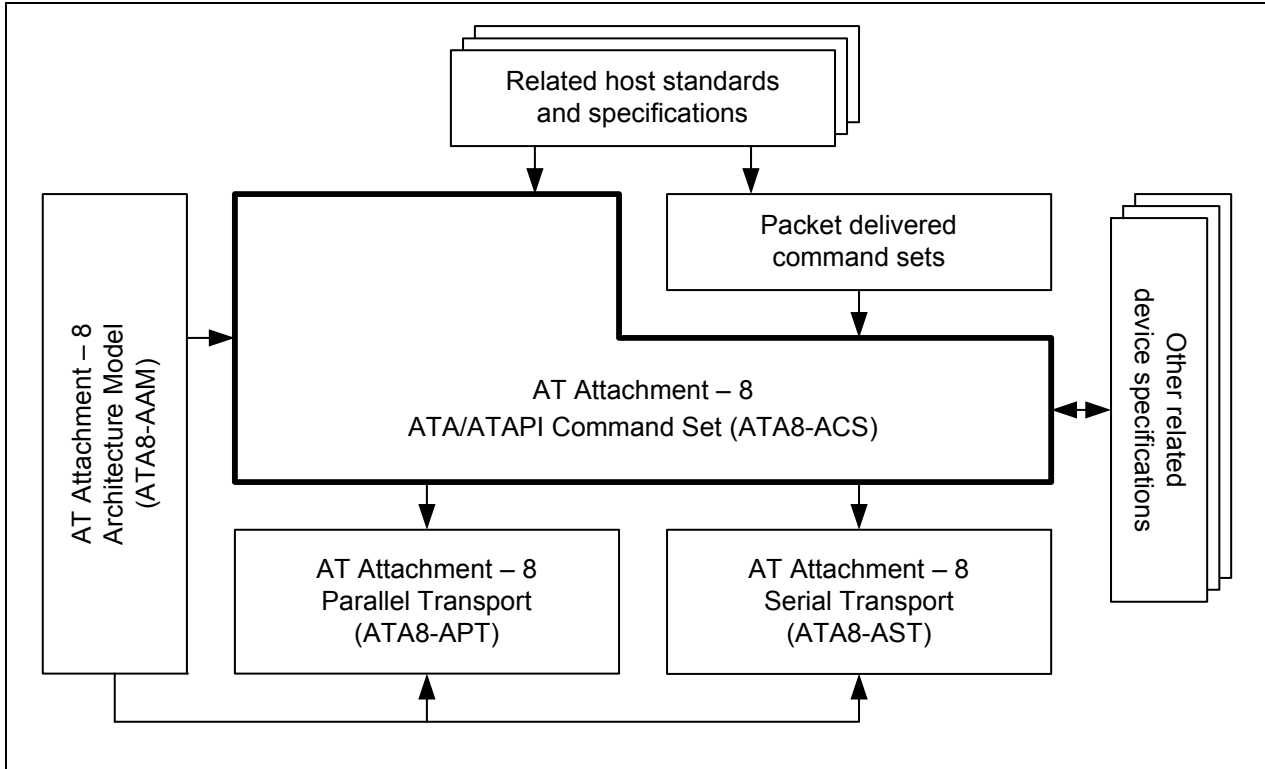 Related host standards
and specifications
Packet delivered
command sets
AT Attachment – 8
Architecture Model
(ATA8-AAM)
AT Attachment – 8
ATA/ATAPI Command Set (ATA8-ACS)
Other related
device specifications
AT Attachment – 8
Parallel Transport
(ATA8-APT)
AT Attachment – 8
Serial Transport
(ATA8-AST)